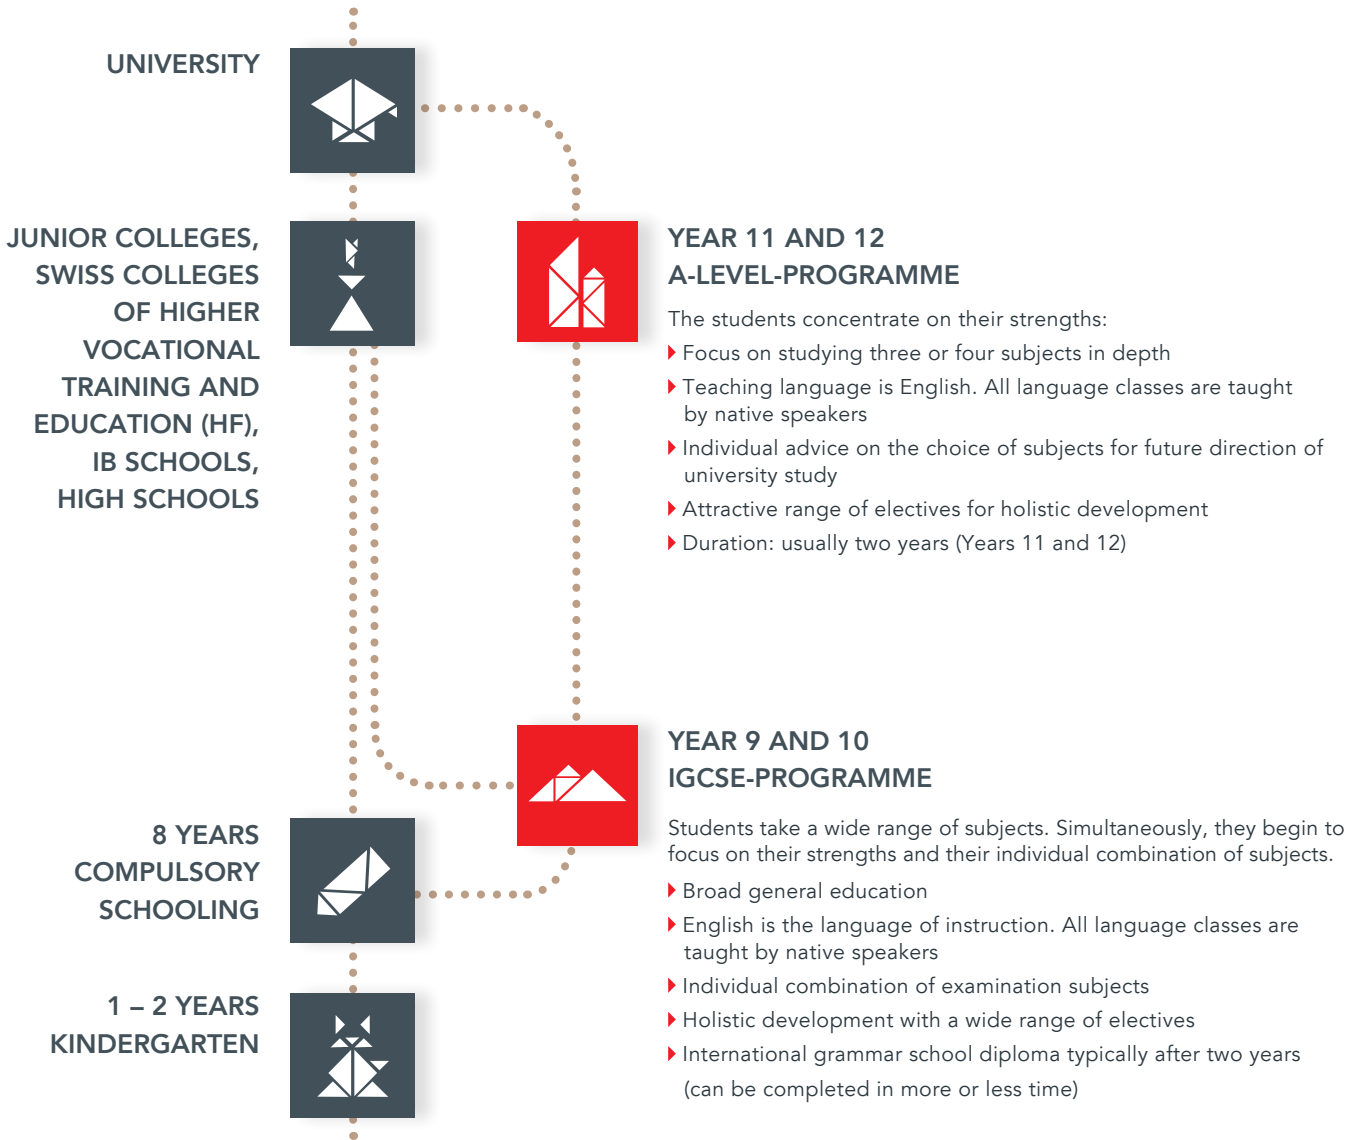 UNIVERSITY
JUNIOR COLLEGES,
SWISS COLLEGES
OF HIGHER
VOCATIONAL
TRAINING AND
EDUCATION (HF),
IB SCHOOLS,
HIGH SCHOOLS
YEAR 11 AND 12
A-LEVEL-PROGRAMME
The students concentrate on their strengths:
Focus on studying three or four subjects in depth
Teaching language is English. All language classes are taught
by native speakers
Individual advice on the choice of subjects for future direction of
university study
Attractive range of electives for holistic development
Duration: usually two years (Years 11 and 12)
YEAR 9 AND 10
IGCSE-PROGRAMME
Students take a wide range of subjects. Simultaneously, they begin to
focus on their strengths and their individual combination of subjects.
Broad general education
English is the language of instruction. All language classes are
taught by native speakers
Individual combination of examination subjects
Holistic development with a wide range of electives
International grammar school diploma typically after two years
(can be completed in more or less time)
8 YEARS
COMPULSORY
SCHOOLING
1 – 2 YEARS
KINDERGARTEN